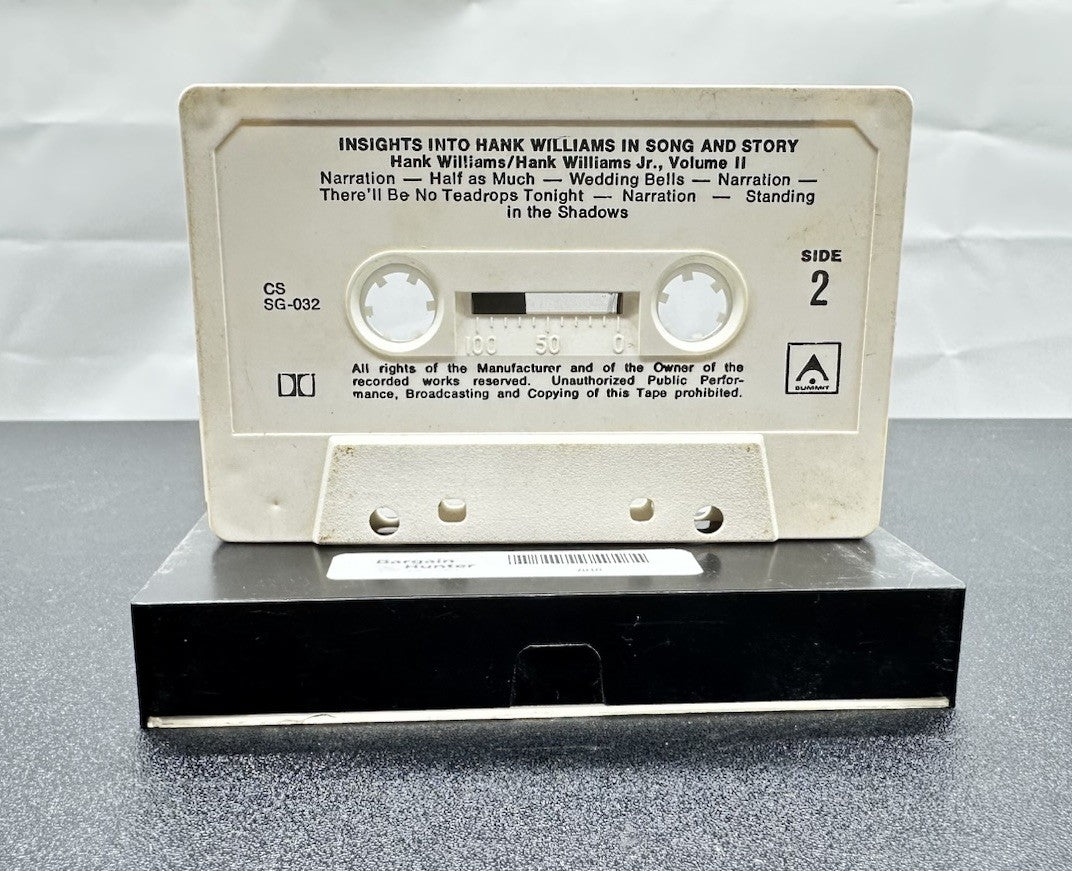 INSIGHTS INTO HANK WILLIAMS IN SONG AND STORY
Hank Williams/Hank Williams Jr., Volume II
Narration — Half as Much — Wedding Bells — Narration —
There'll Be No Teadrops Tonight — Narration — Standing
in the Shadows
SIDE
2
CS
SG-032
100 50 0
All rights of the Manufacturer and of the Owner of the
recorded works reserved. Unauthorized Public Perfor-
mance, Broadcasting and Copying of this Tape prohibited.
SUMMIT
Bargain
Hunter